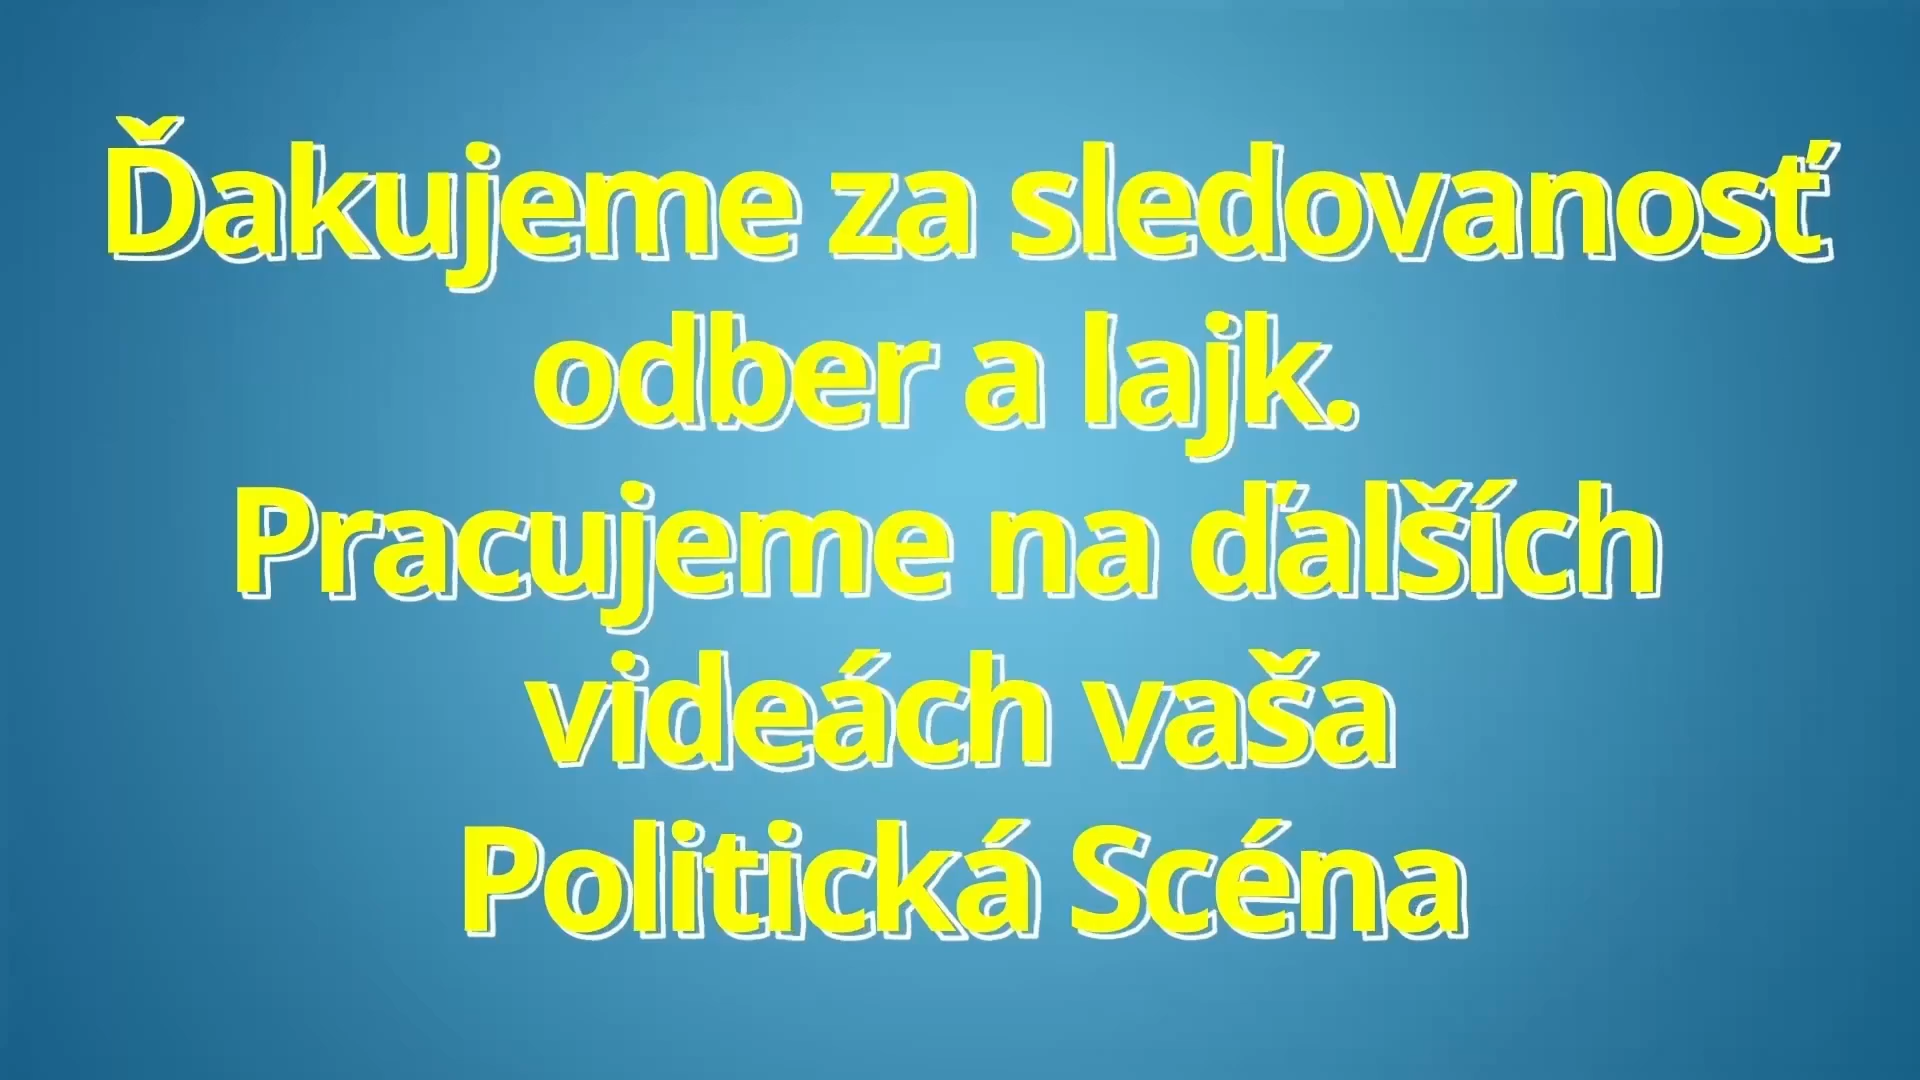 Ďakujeme za sledovanosť
odber a lajk.
Pracujeme na ďalších
videách vaša
Politická Scéna